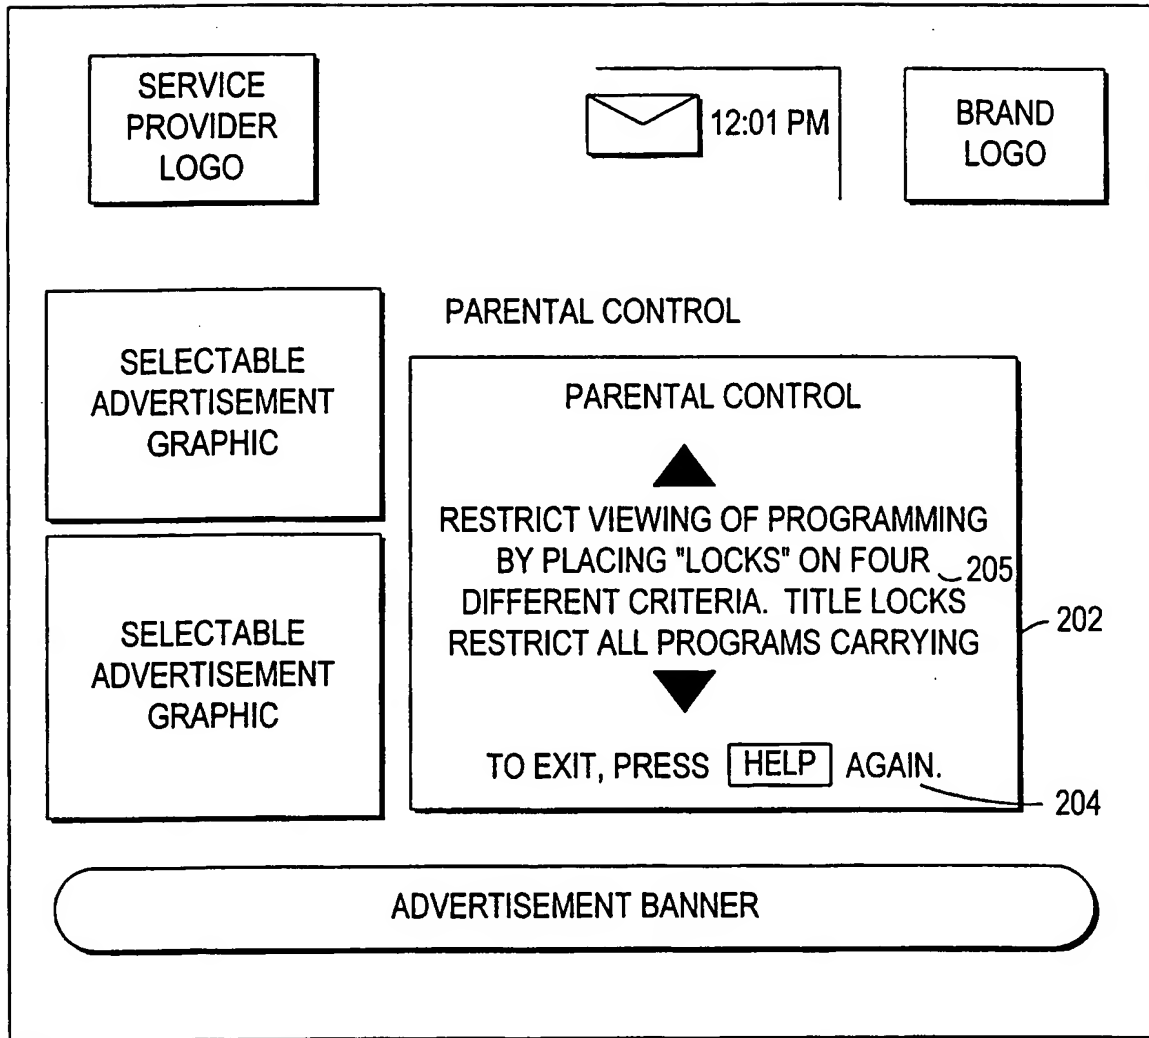 SERVICE
PROVIDER
LOGO
12:01 PM
BRAND
LOGO
SELECTABLE
ADVERTISEMENT
GRAPHIC
SELECTABLE
ADVERTISEMENT
GRAPHIC
PARENTAL CONTROL
PARENTAL CONTROL
RESTRICT VIEWING OF PROGRAMMING
BY PLACING "LOCKS" ON FOUR
205
DIFFERENT CRITERIA. TITLE LOCKS
RESTRICT ALL PROGRAMS CARRYING
202
TO EXIT, PRESS HELP AGAIN.
204
ADVERTISEMENT BANNER